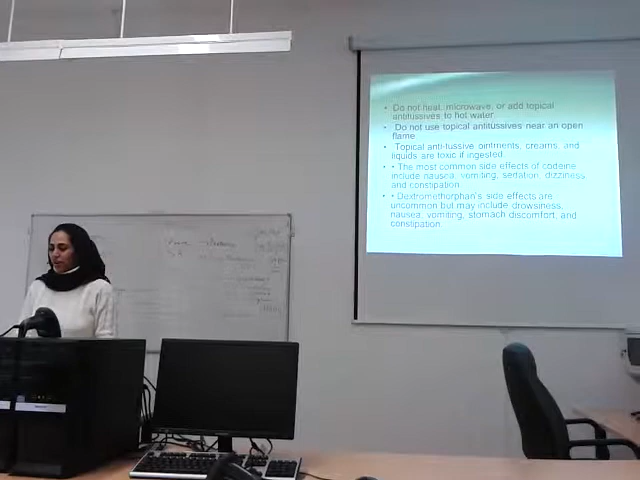 • Do not heat, microwave, or add topical
antitussives to hot water
• Do not use topical antitussives near an open
flame
• Topical anti-tussive ointments, creams, and
liquids are toxic if ingested.
• • The most common side effects of codeine
include nausea, vomiting, sedation, dizziness
and constipation.
• • Dextromethorphan's side effects are
uncommon but may include drowsiness,
nausea, vomiting, stomach discomfort, and
constipation.